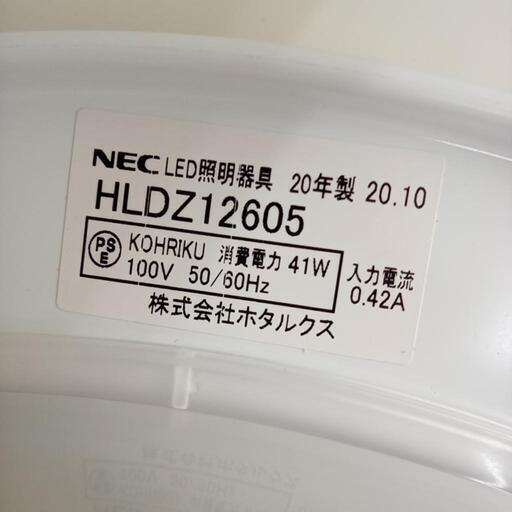 NEC LED照明器具 20年製 20.10
HLDZ12605
PS E KOHRIKU 消費電力 41W
100V 50/60Hz
入力電流
0.42A
株式会社ホタルクス